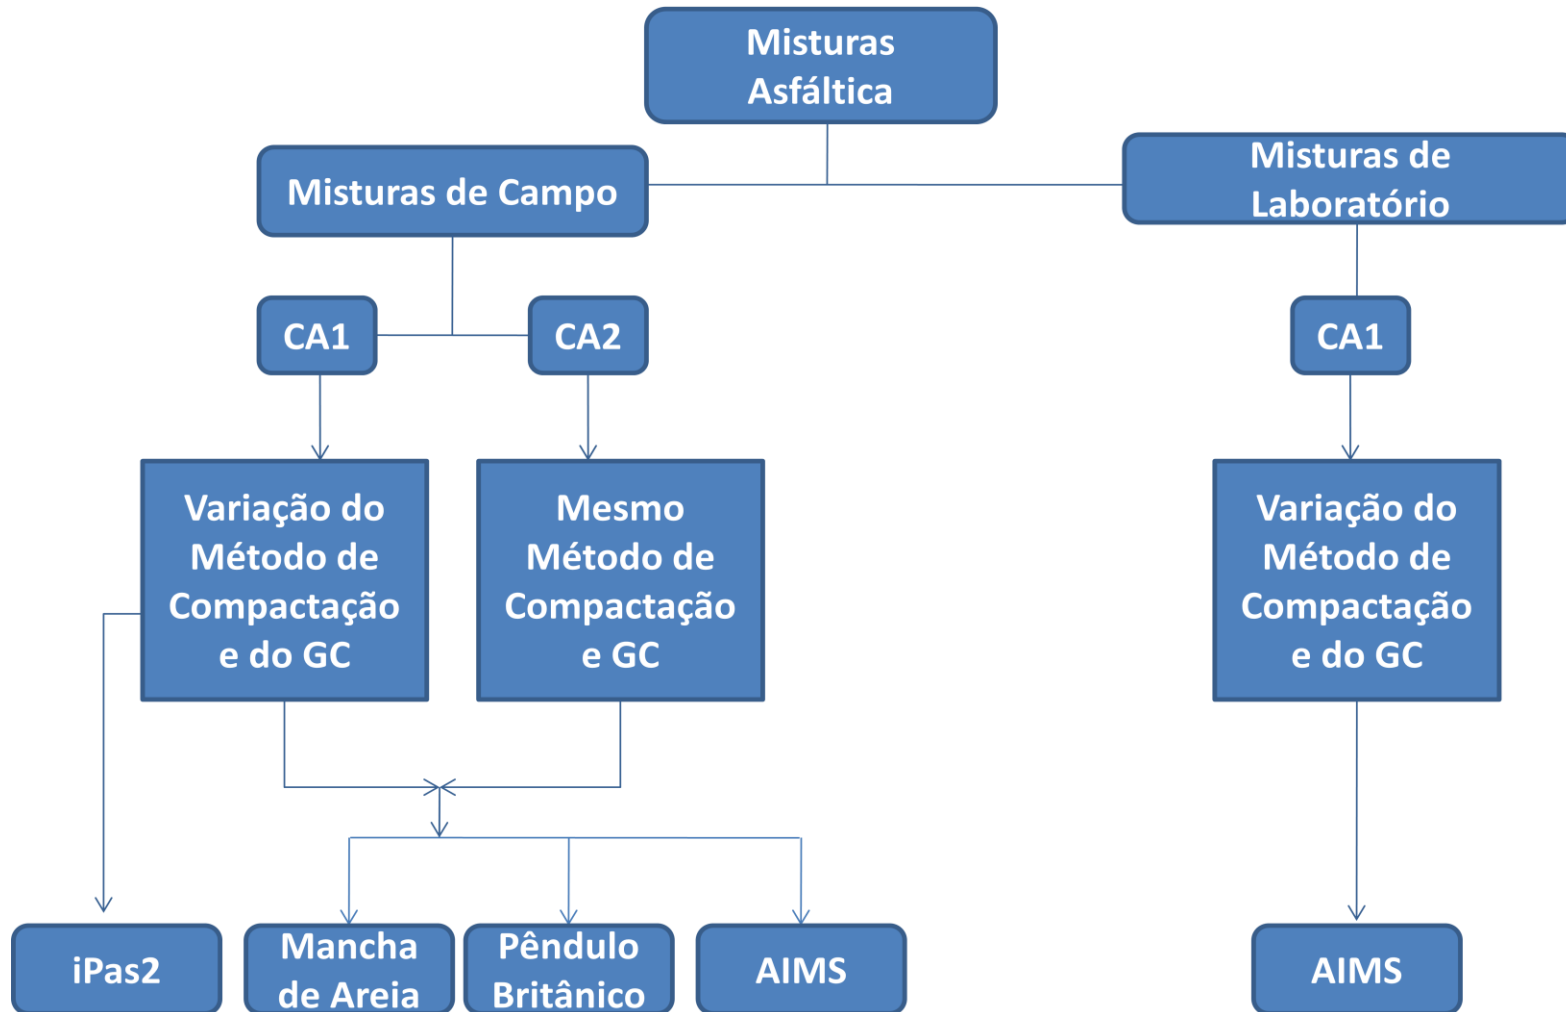 Misturas
Asfáltica
Misturas de Campo
Misturas de
Laboratório
CA1
CA2
CA1
Variação do
Método de
Compactação
e do GC
Mesmo
Método de
Compactação
e GC
Variação do
Método de
Compactação
e do GC
iPas2
Mancha
de Areia
Pêndulo
Britânico
AIMS
AIMS